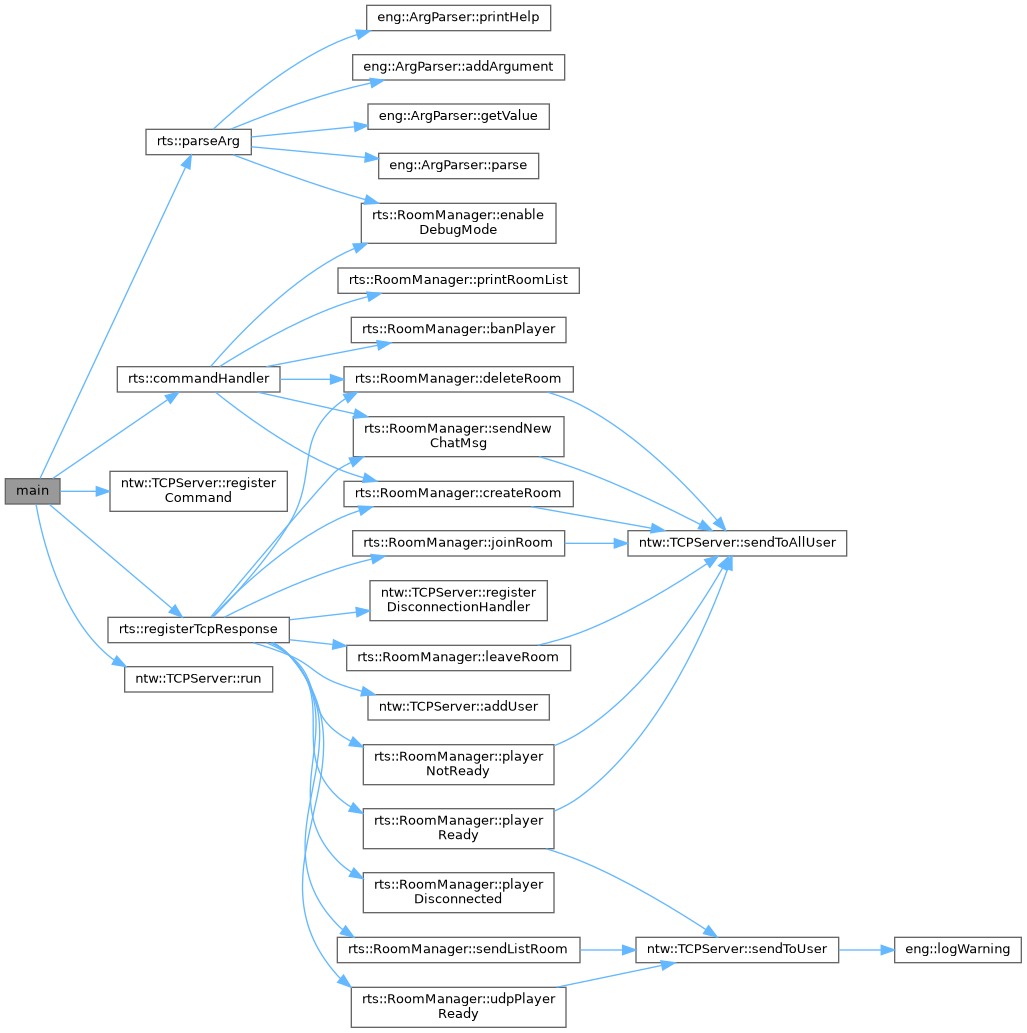 eng::ArgParser::printHelp
eng::ArgParser::addArgument
eng::ArgParser::getValue
rts::parseArg
eng::ArgParser::parse
rts::RoomManager::enable
DebugMode
rts::RoomManager::printRoomList
rts::RoomManager::banPlayer
rts::commandHandler
rts::RoomManager::deleteRoom
rts::RoomManager::sendNew
ChatMsg
main
ntw::TCPServer::register
Command
rts::RoomManager::createRoom
rts::RoomManager::joinRoom
ntw::TCPServer::sendToAllUser
ntw::TCPServer::register
DisconnectionHandler
rts::registerTcpResponse
rts::RoomManager::leaveRoom
ntw::TCPServer::run
ntw::TCPServer::addUser
rts::RoomManager::player
NotReady
rts::RoomManager::player
Ready
rts::RoomManager::player
Disconnected
rts::RoomManager::sendListRoom
ntw::TCPServer::sendToUser
eng::logWarning
rts::RoomManager::udpPlayer
Ready